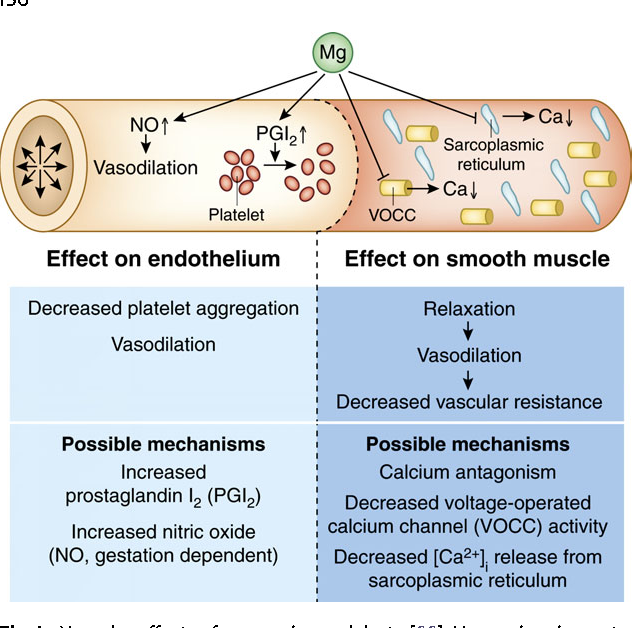 Mg
NO↑
Vasodilation
PGI₂↑
Platelet
Sarcoplasmic
reticulum
Ca↓
Ca↓
VOCC
Effect on endothelium
Decreased platelet aggregation
Vasodilation
Possible mechanisms
Increased
prostaglandin I₂ (PGI₂)
Increased nitric oxide
(NO, gestation dependent)
Effect on smooth muscle
Relaxation
Vasodilation
Decreased vascular resistance
Possible mechanisms
Calcium antagonism
Decreased voltage-operated
calcium channel (VOCC) activity
Decreased [Ca²⁺]ᵢ release from
sarcoplasmic reticulum